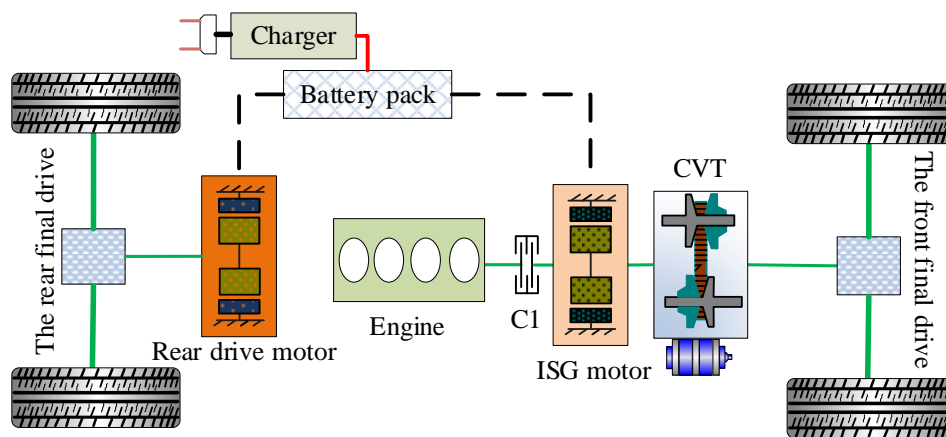 Charger
Battery pack
CVT
The rear final drive
The front final drive
Engine
C1
Rear drive motor
ISG motor